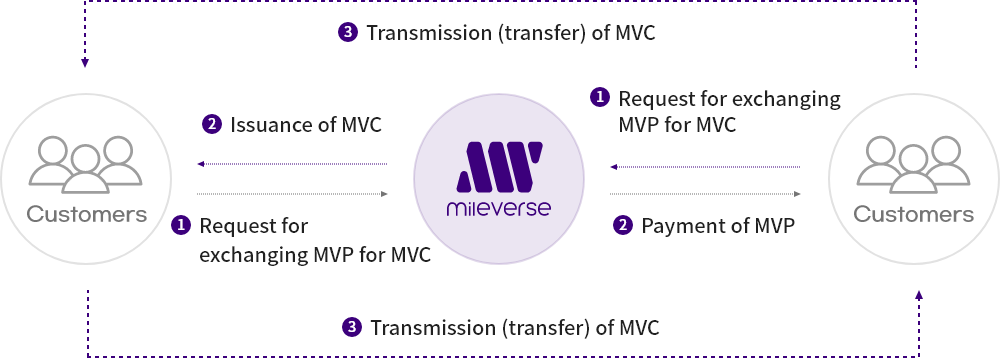 3 Transmission (transfer) of MVC
1 Request for exchanging
MVP for MVC
2 Issuance of MVC
mileverse
Customers
Customers
1 Request for
exchanging MVP for MVC
2 Payment of MVP
3 Transmission (transfer) of MVC